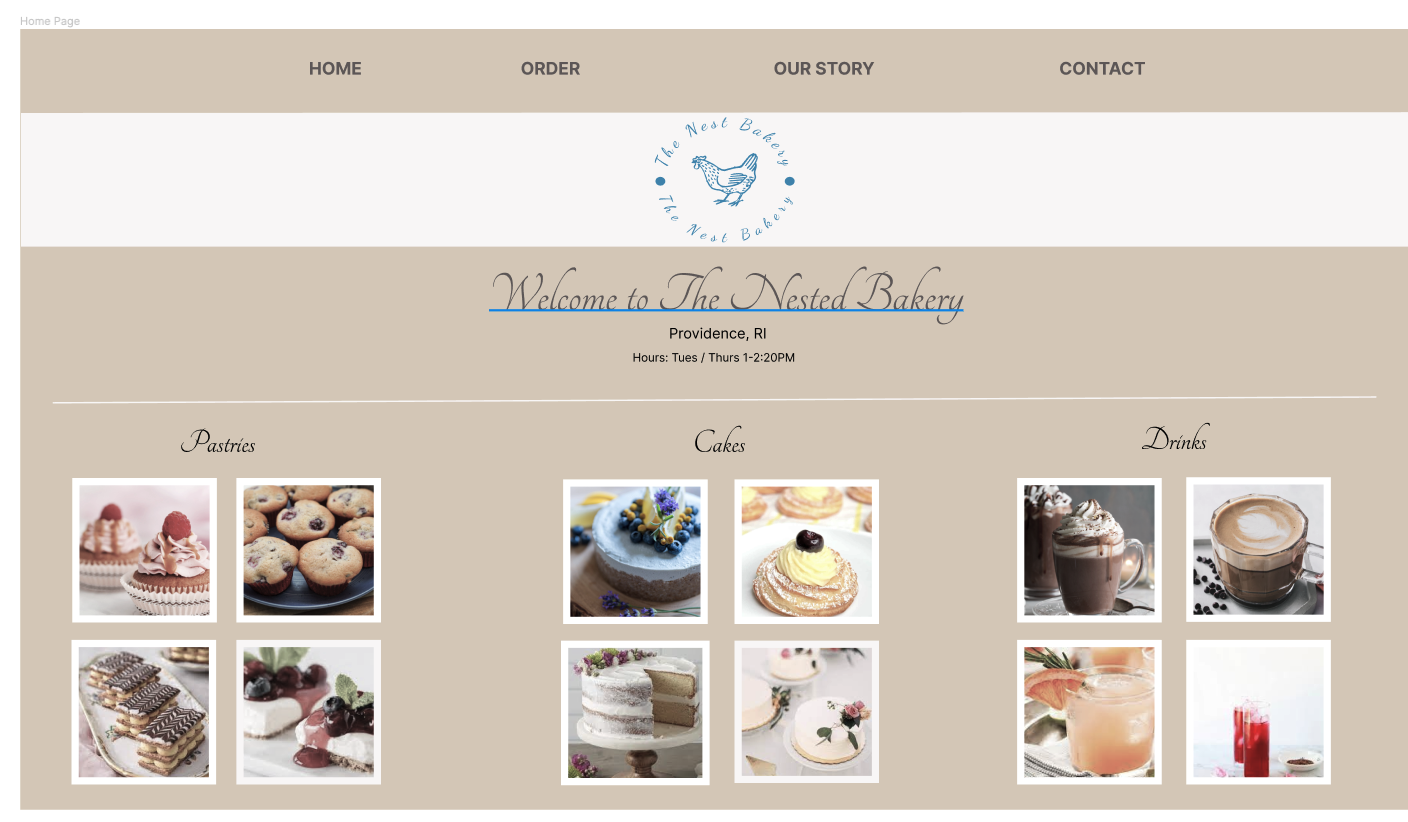 Home Page
HOME ORDER OUR STORY CONTACT
The Nest Bakery
The Nest Bakery
Welcome to The Nested Bakery
Providence, RI
Hours: Tues / Thurs 1-2:20PM
Pastries Cakes Drinks